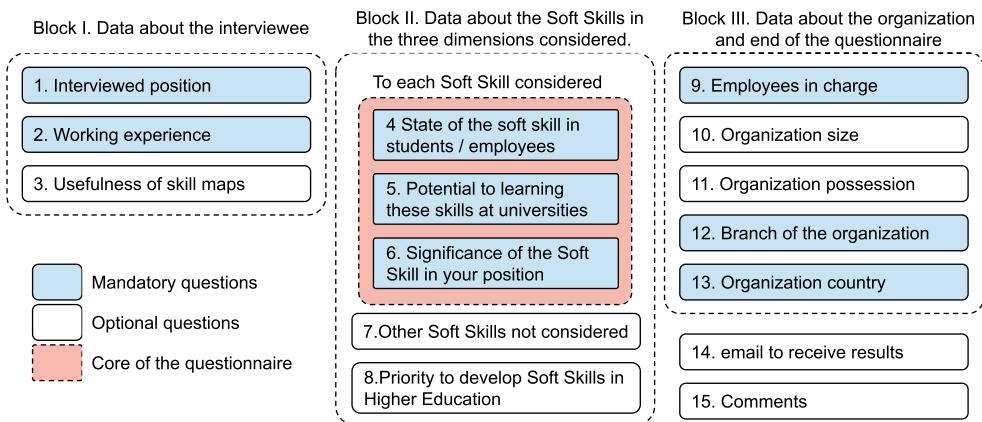 Block I. Data about the interviewee
1. Interviewed position
2. Working experience
3. Usefulness of skill maps
Mandatory questions
Optional questions
Core of the questionnaire
Block II. Data about the Soft Skills in
the three dimensions considered.
To each Soft Skill considered
4 State of the soft skill in
students / employees
5. Potential to learning
these skills at universities
6. Significance of the Soft
Skill in your position
7.Other Soft Skills not considered
8.Priority to develop Soft Skills in
Higher Education
Block III. Data about the organization
and end of the questionnaire
9. Employees in charge
10. Organization size
11. Organization possession
12. Branch of the organization
13. Organization country
14. email to receive results
15. Comments